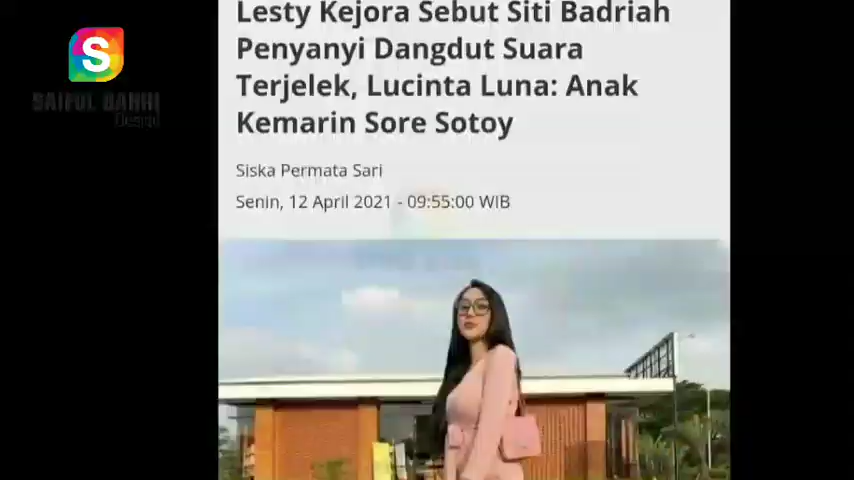 S
SAIFUL BAHRI
Design
Lesty Kejora Sebut Siti Badriah
Penyanyi Dangdut Suara
Terjelek, Lucinta Luna: Anak
Kemarin Sore Sotoy
Siska Permata Sari
Senin, 12 April 2021 - 09:55:00 WIB